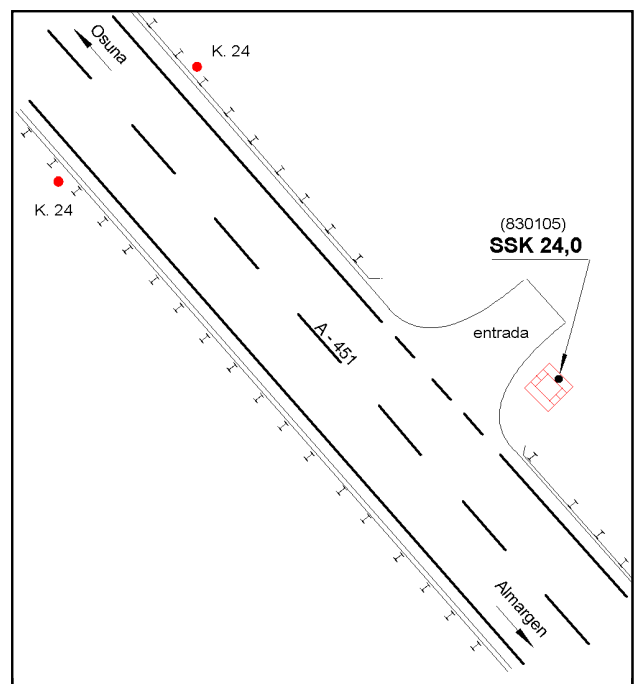 Osuna
K. 24
K. 24
(830105)
SSK 24,0
entrada
A - 451
Almargen